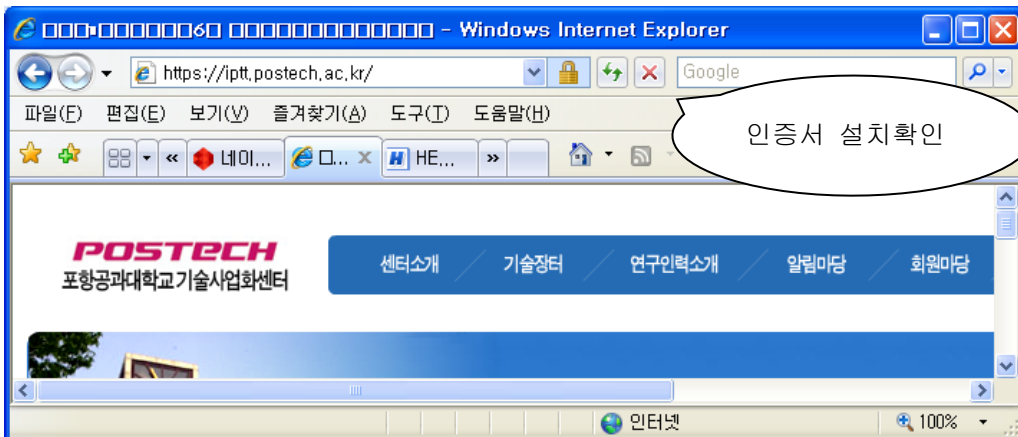 - Windows Internet Explorer
https://iptt.postech.ac.kr/
Google
파일(F) 편집(E) 보기(V) 즐겨찾기(A) 도구(T) 도움말(H)
인증서 설치확인
네이... ... HE...
POSTECH
포항공과대학교기술사업화센터
센터소개 기술장터 연구인력소개 알림마당 회원마당
인터넷 100%